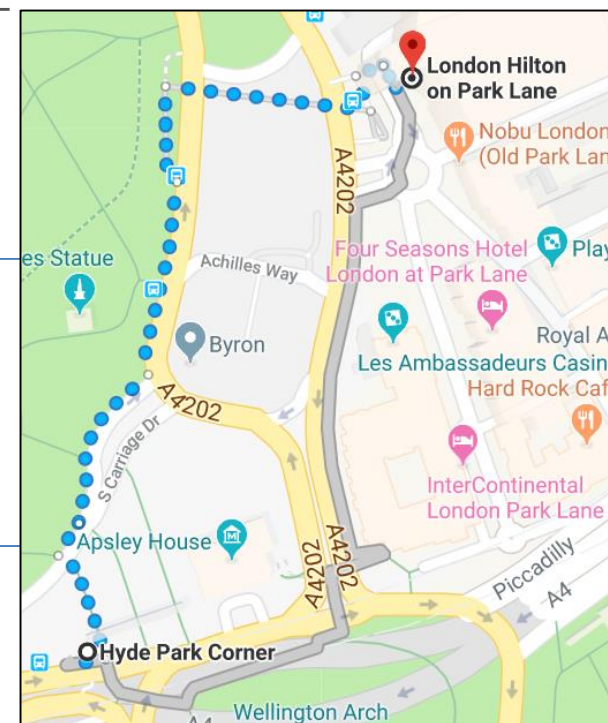 London Hilton
on Park Lane
Nobu London
(Old Park Lan
A4202
Four Seasons Hotel
London at Park Lane
Play
es Statue
Achilles Way
Byron
Royal A
Les Ambassadeurs Casin
Hard Rock Caf
A4202
S Carriage Dr
InterContinental
London Park Lane
Apsley House
A4202
A4202
Piccadilly
A4
Hyde Park Corner
Wellington Arch
A4